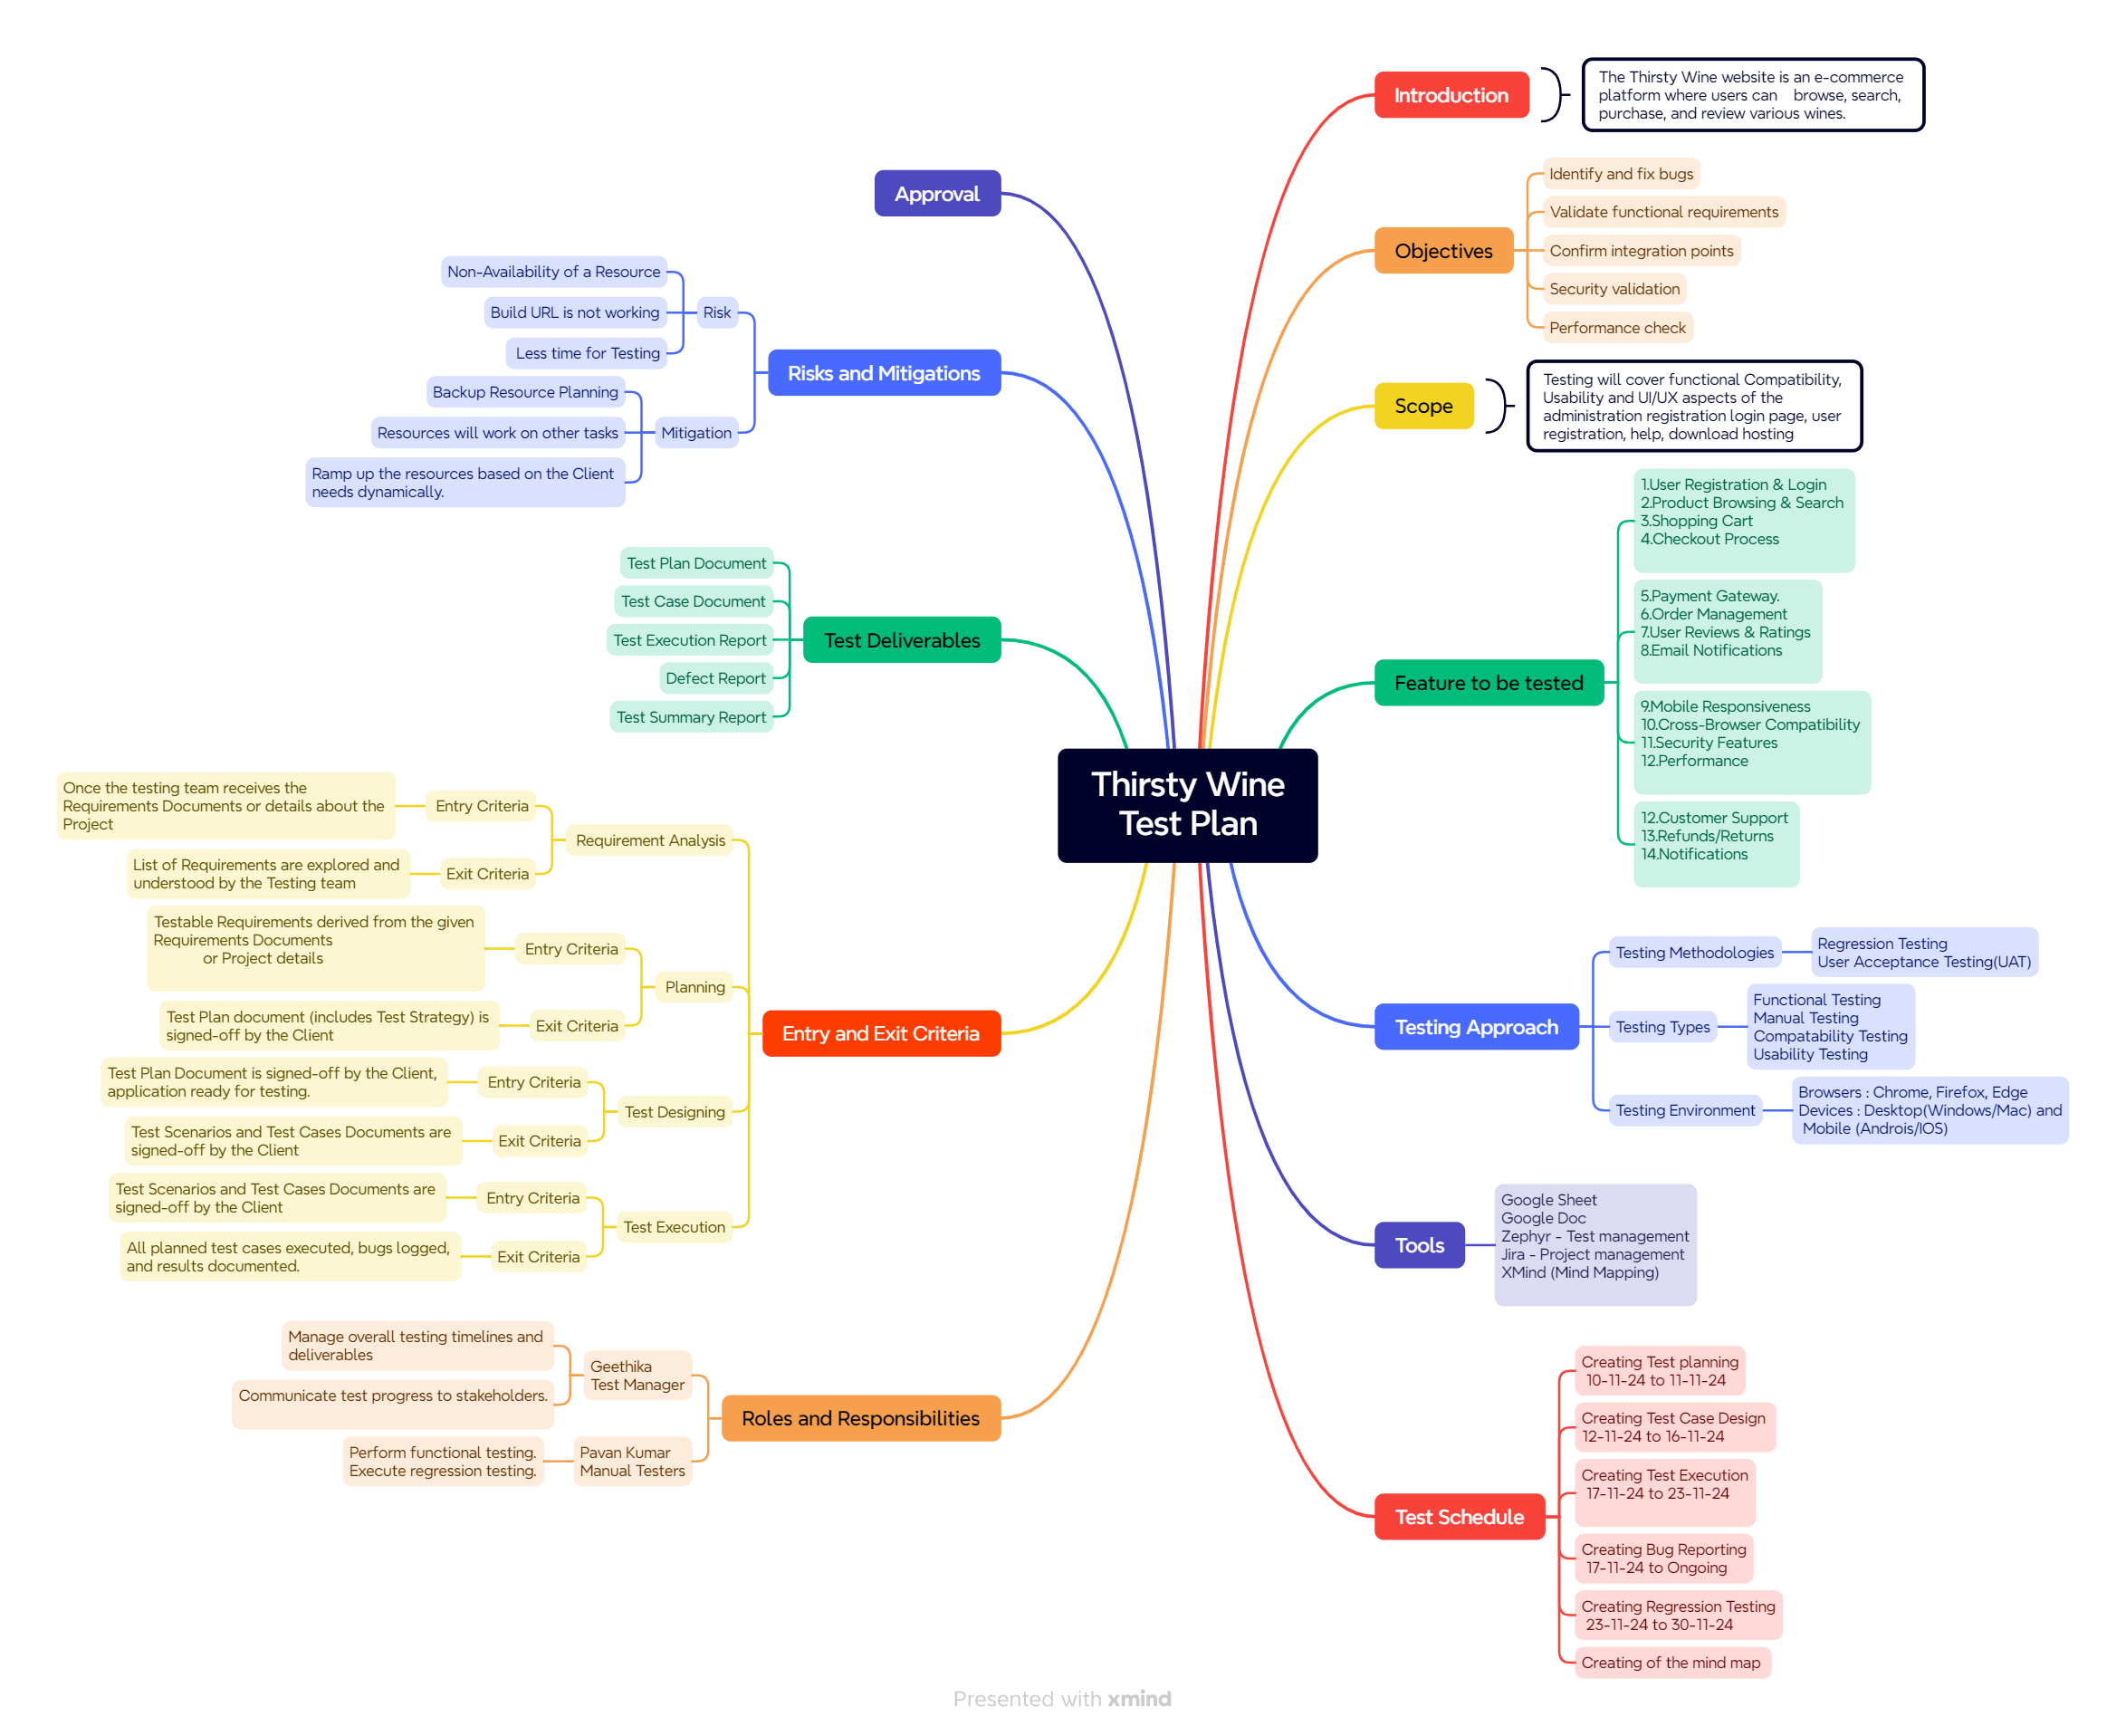 Thirsty Wine
Test Plan
Introduction
The Thirsty Wine website is an e-commerce
platform where users can    browse, search,
purchase, and review various wines.
Objectives
Identify and fix bugs
Validate functional requirements
Confirm integration points
Security validation
Performance check
Scope
Testing will cover functional Compatibility,
Usability and UI/UX aspects of the
administration registration login page, user
registration, help, download hosting
Feature to be tested
1.User Registration & Login
2.Product Browsing & Search
3.Shopping Cart
4.Checkout Process
5.Payment Gateway.
6.Order Management
7.User Reviews & Ratings
8.Email Notifications
9.Mobile Responsiveness
10.Cross-Browser Compatibility
11.Security Features
12.Performance
12.Customer Support
13.Refunds/Returns
14.Notifications
Testing Approach
Testing Methodologies
Regression Testing
User Acceptance Testing(UAT)
Testing Types
Functional Testing
Manual Testing
Compatability Testing
Usability Testing
Testing Environment
Browsers : Chrome, Firefox, Edge
Devices : Desktop(Windows/Mac) and
Mobile (Androis/IOS)
Tools
Google Sheet
Google Doc
Zephyr - Test management
Jira - Project management
XMind (Mind Mapping)
Test Schedule
Creating Test planning
10-11-24 to 11-11-24
Creating Test Case Design
12-11-24 to 16-11-24
Creating Test Execution
17-11-24 to 23-11-24
Creating Bug Reporting
17-11-24 to Ongoing
Creating Regression Testing
23-11-24 to 30-11-24
Creating of the mind map
Approval
Risks and Mitigations
Risk
Non-Availability of a Resource
Build URL is not working
Less time for Testing
Mitigation
Backup Resource Planning
Resources will work on other tasks
Ramp up the resources based on the Client
needs dynamically.
Test Deliverables
Test Plan Document
Test Case Document
Test Execution Report
Defect Report
Test Summary Report
Entry and Exit Criteria
Requirement Analysis
Entry Criteria
Once the testing team receives the
Requirements Documents or details about the
Project
Exit Criteria
List of Requirements are explored and
understood by the Testing team
Planning
Entry Criteria
Testable Requirements derived from the given
Requirements Documents
or Project details
Exit Criteria
Test Plan document (includes Test Strategy) is
signed-off by the Client
Test Designing
Entry Criteria
Test Plan Document is signed-off by the Client,
application ready for testing.
Exit Criteria
Test Scenarios and Test Cases Documents are
signed-off by the Client
Test Execution
Entry Criteria
Test Scenarios and Test Cases Documents are
signed-off by the Client
Exit Criteria
All planned test cases executed, bugs logged,
and results documented.
Roles and Responsibilities
Geethika
Test Manager
Manage overall testing timelines and
deliverables
Communicate test progress to stakeholders.
Pavan Kumar
Manual Testers
Perform functional testing.
Execute regression testing.
Presented with xmind